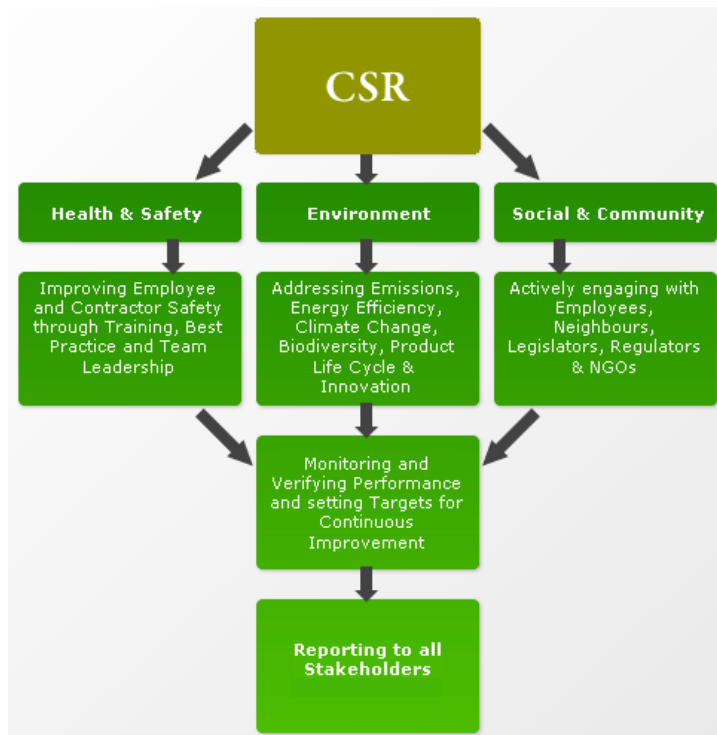 CSR
Health & Safety
Environment
Social & Community
Improving Employee
and Contractor Safety
through Training, Best
Practice and Team
Leadership
Addressing Emissions,
Energy Efficiency,
Climate Change,
Biodiversity, Product
Life Cycle &
Innovation
Actively engaging with
Employees,
Neighbours,
Legislators, Regulators
& NGOs
Monitoring and
Verifying Performance
and setting Targets for
Continuous
Improvement
Reporting to all
Stakeholders